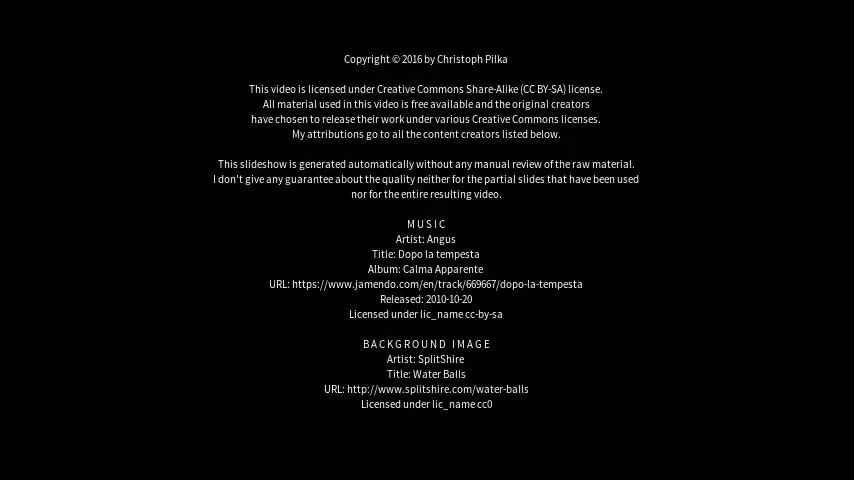 Copyright © 2016 by Christoph Pilka
This video is licensed under Creative Commons Share-Alike (CC BY-SA) license.
All material used in this video is free available and the original creators
have chosen to release their work under various Creative Commons licenses.
My attributions go to all the content creators listed below.
This slideshow is generated automatically without any manual review of the raw material.
I don't give any guarantee about the quality neither for the partial slides that have been used
nor for the entire resulting video.
MUSIC
Artist: Angus
Title: Dopo la tempesta
Album: Calma Apparente
URL: https://www.jamendo.com/en/track/669667/dopo-la-tempesta
Released: 2010-10-20
Licensed under lic_name cc-by-sa
BACKGROUND IMAGE
Artist: SplitShire
Title: Water Balls
URL: http://www.splitshire.com/water-balls
Licensed under lic_name cc0